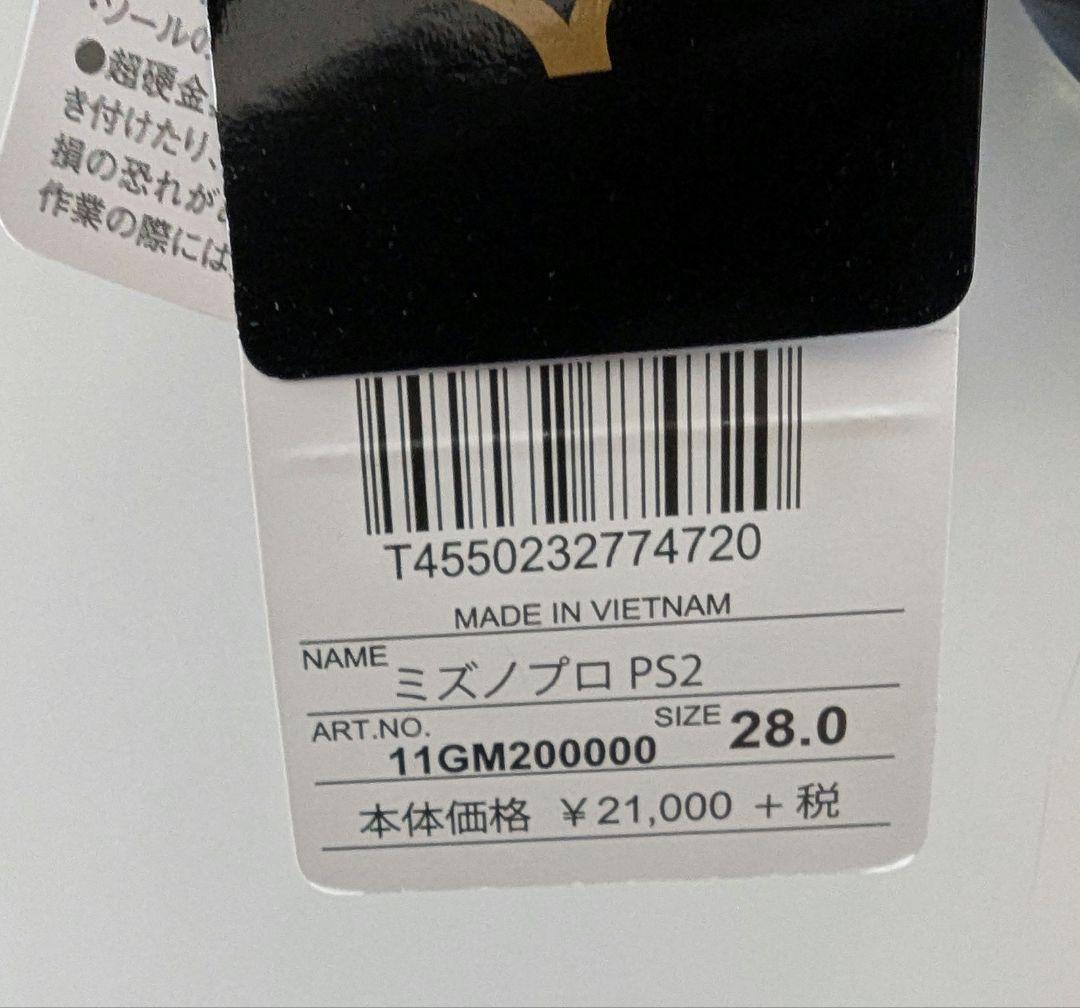 ソールの
●超硬金
き付けたり、
損の恐れが
作業の際には
T4550232774720
MADE IN VIETNAM
NAME ミズノプロ PS2
ART.NO. 11GM200000 SIZE 28.0
本体価格 ¥21,000 +税